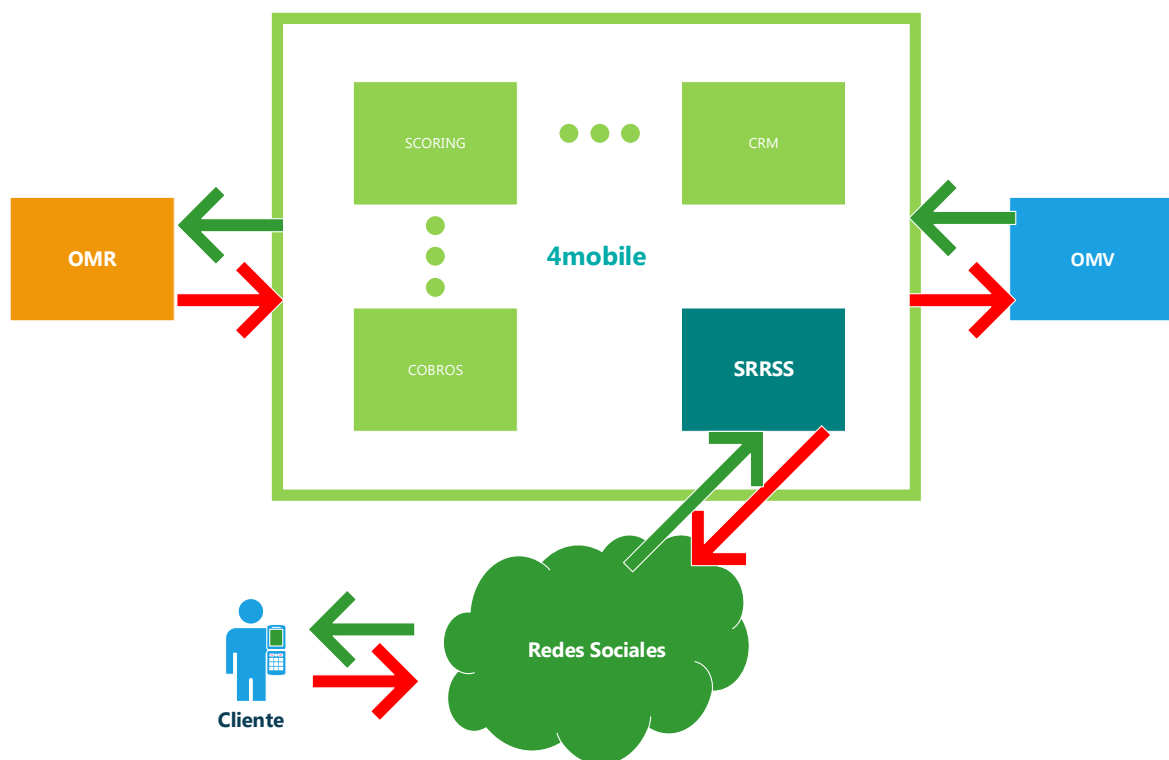 SCORING
CRM
OMR
4mobile
OMV
COBROS
SRRSS
Redes Sociales
Cliente